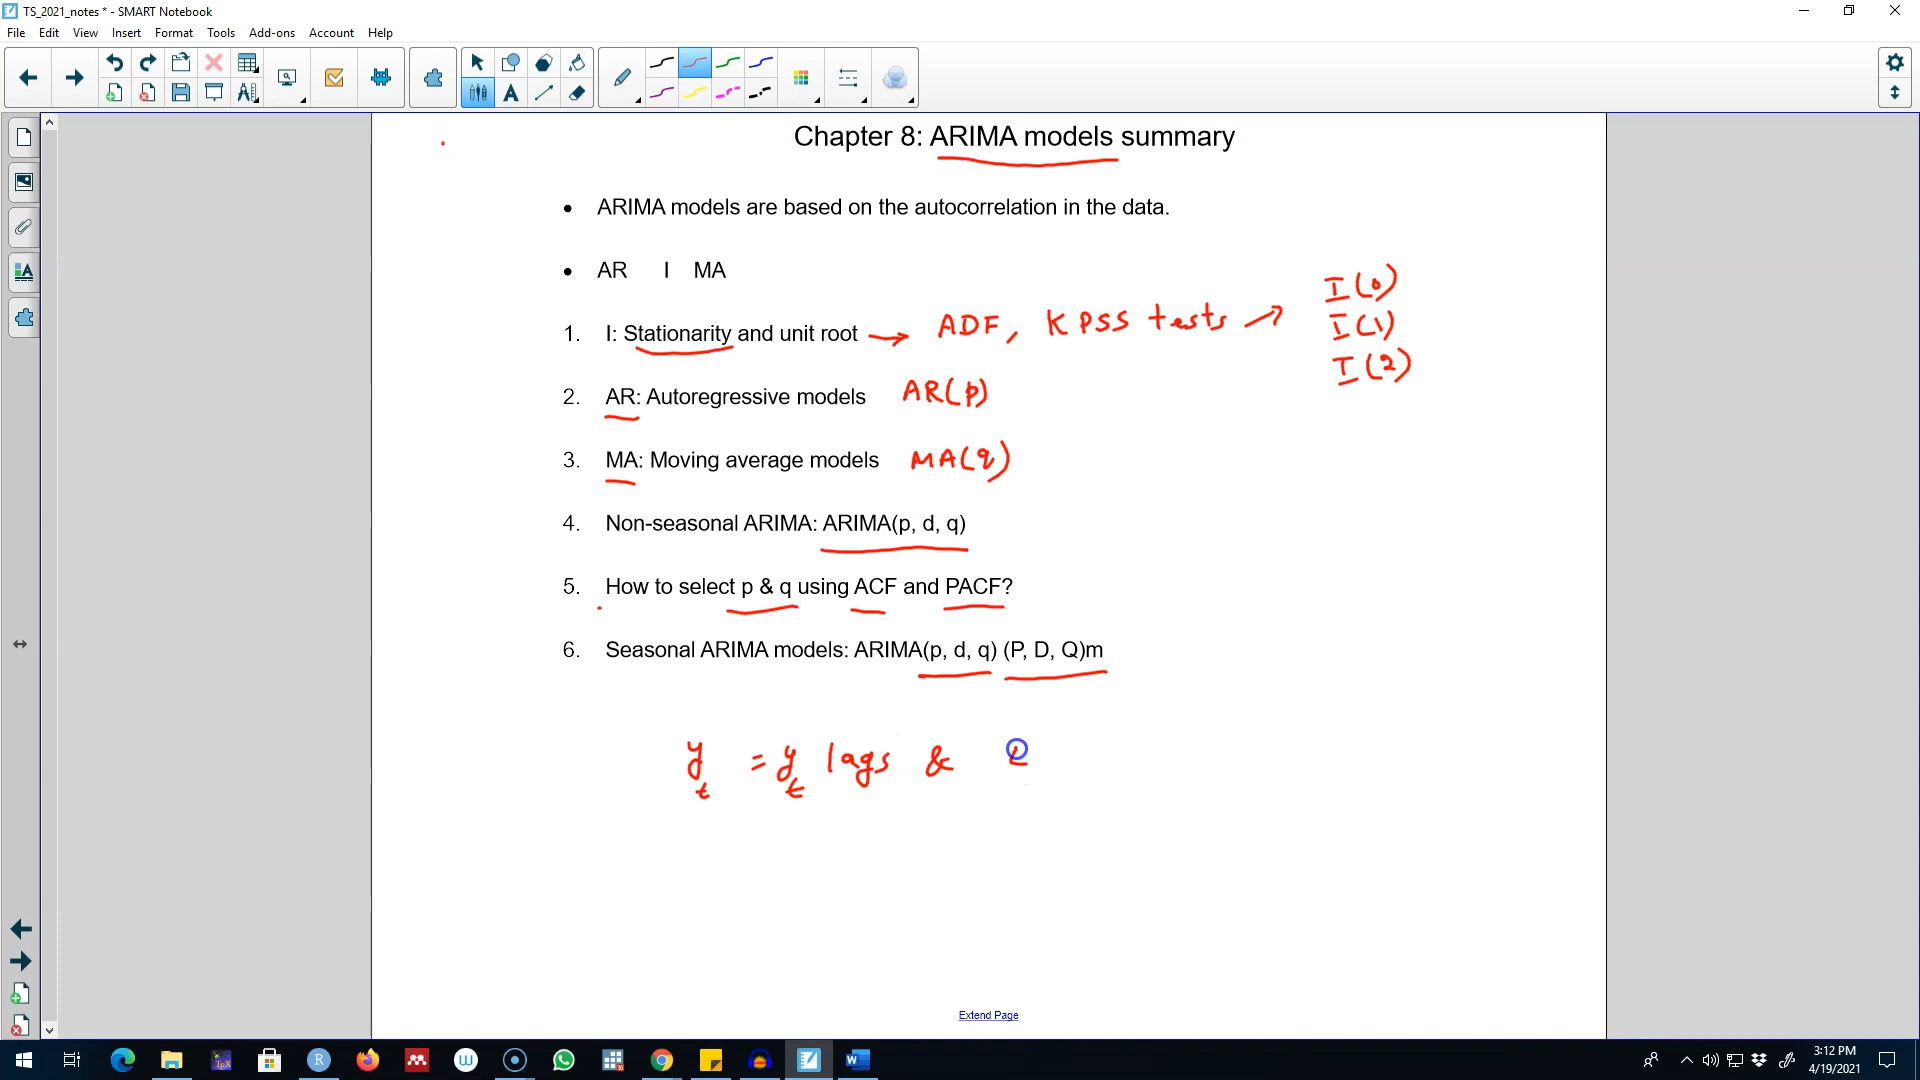 TS_2021_notes * - SMART Notebook
File Edit View Insert Format Tools Add-ons Account Help
Chapter 8: ARIMA models summary
• ARIMA models are based on the autocorrelation in the data.
• AR I MA
1. I: Stationarity and unit root → ADF, KPSS tests → I(0)
I(1)
I(2)
2. AR: Autoregressive models AR(p)
3. MA: Moving average models MA(q)
4. Non-seasonal ARIMA: ARIMA(p, d, q)
5. How to select p & q using ACF and PACF?
6. Seasonal ARIMA models: ARIMA(p, d, q) (P, D, Q)m
y t = y t lags &
Extend Page
3:12 PM
4/19/2021